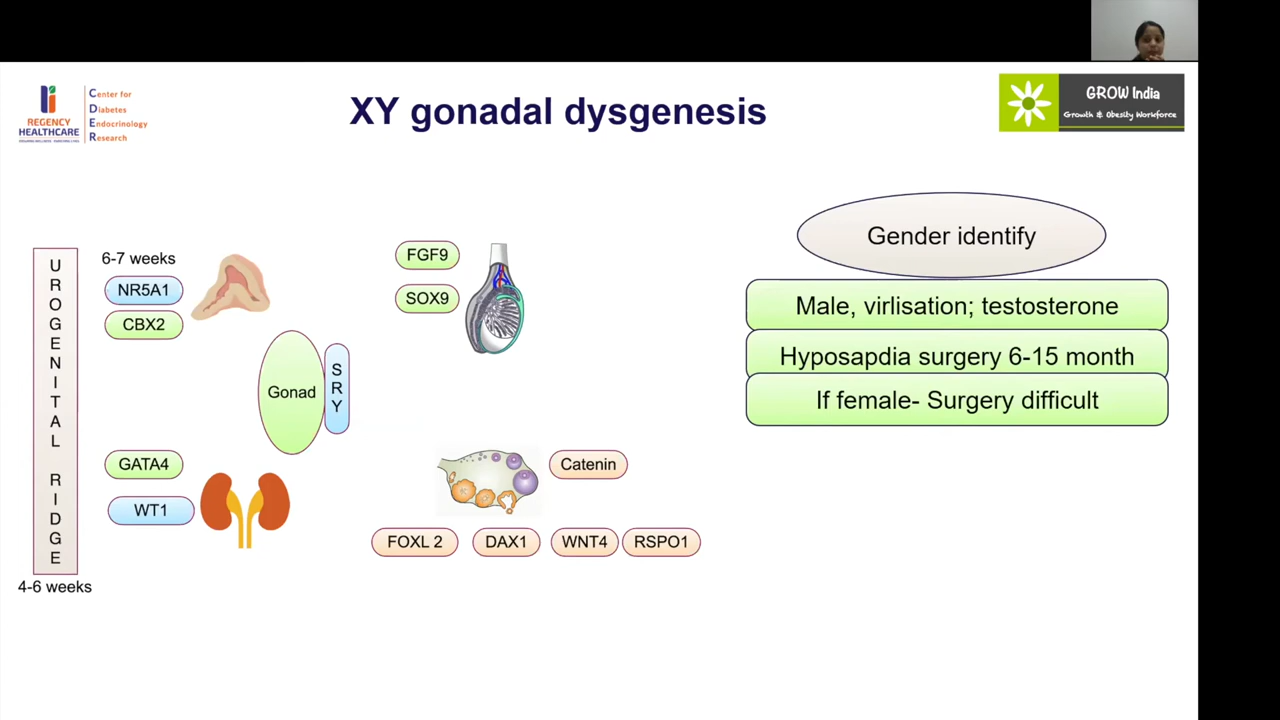 REGENCY
HEALTHCARE
Center for
Diabetes
Endocrinology
Research
XY gonadal dysgenesis
GROW India
Growth & Obesity Workforce
UROGENITAL RIDGE
4-6 weeks
6-7 weeks
NR5A1
CBX2
GATA4
WT1
Gonad
SRY
FGF9
SOX9
Catenin
FOXL 2
DAX1
WNT4
RSPO1
Gender identify
Male, virlisation; testosterone
Hyposapdia surgery 6-15 month
If female- Surgery difficult